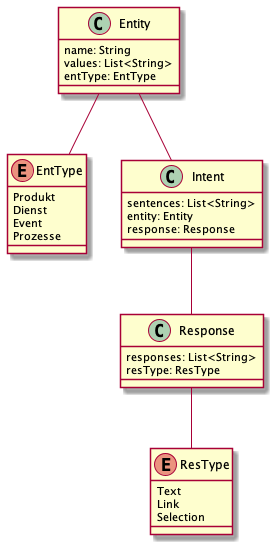 C Entity
name: String
values: List<String>
entType: EntType
E EntType
Produkt
Dienst
Event
Prozesse
C Intent
sentences: List<String>
entity: Entity
response: Response
C Response
responses: List<String>
resType: ResType
E ResType
Text
Link
Selection